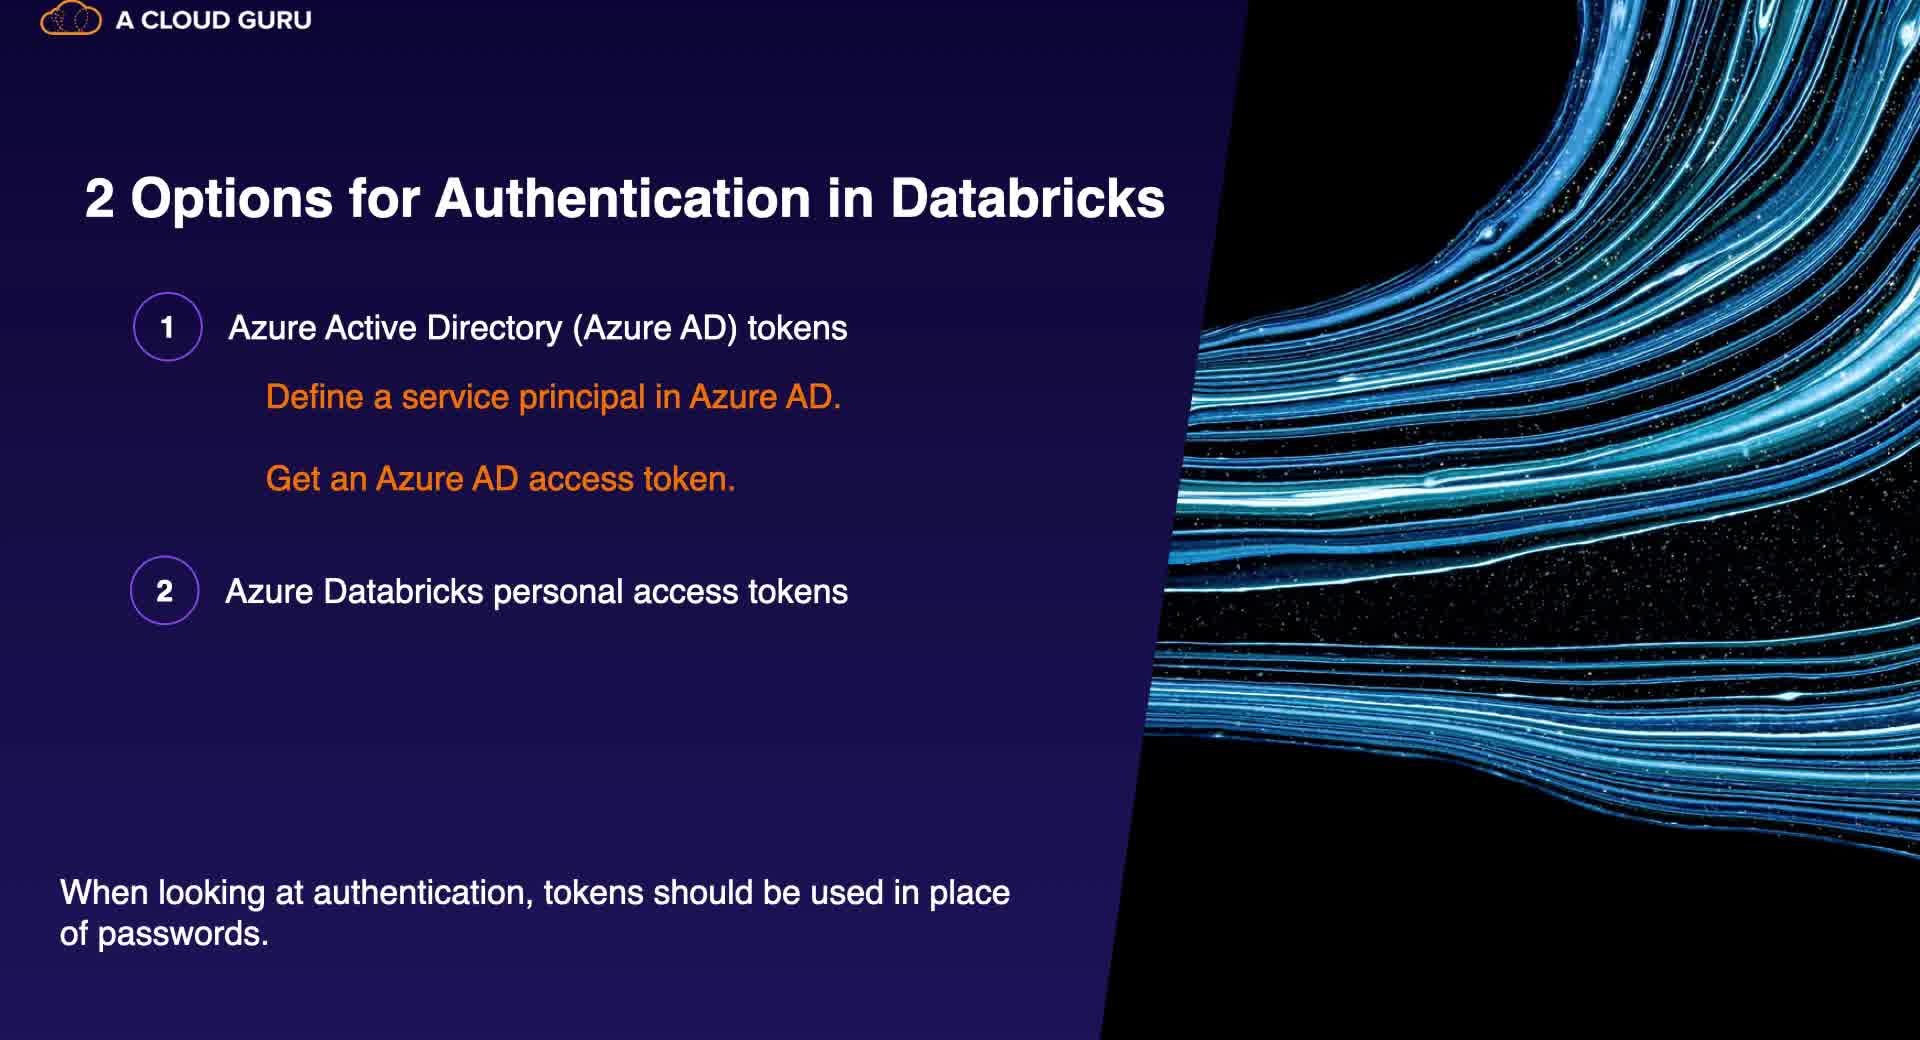 A CLOUD GURU
2 Options for Authentication in Databricks
1 Azure Active Directory (Azure AD) tokens
Define a service principal in Azure AD.
Get an Azure AD access token.
2 Azure Databricks personal access tokens
When looking at authentication, tokens should be used in place
of passwords.